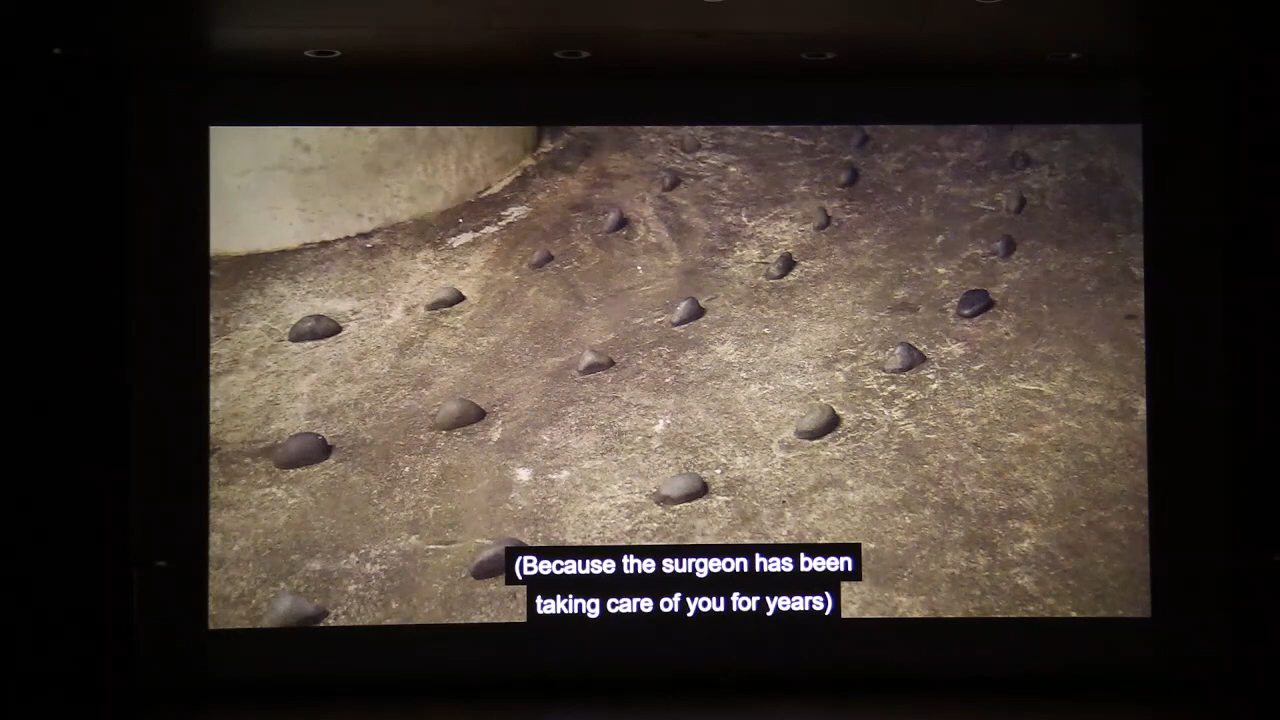 (Because the surgeon has been
taking care of you for years)